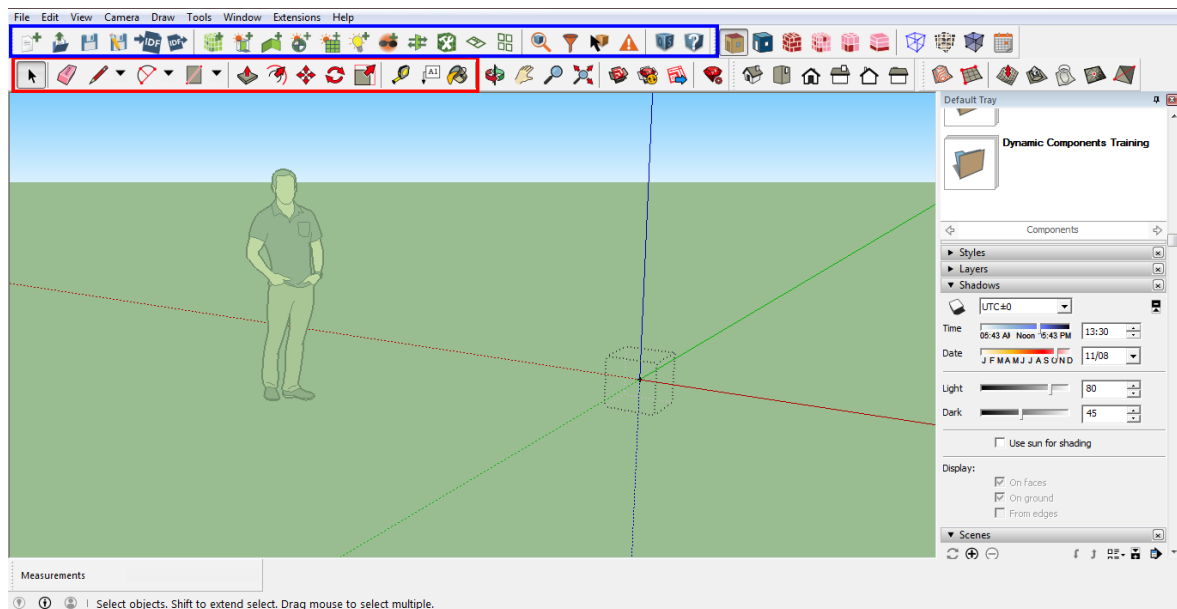 File Edit View Camera Draw Tools Window Extensions Help
IDF IDF+ OS ?
A1
Default Tray
Dynamic Components Training
Components
Styles
Layers
Shadows
UTC±0
Time 05:43 AM Noon 5:43 PM 13:30
Date J F M A M J J A S O N D 11/08
Light 80
Dark 45
Use sun for shading
Display:
On faces
On ground
From edges
Scenes
Measurements
Select objects. Shift to extend select. Drag mouse to select multiple.